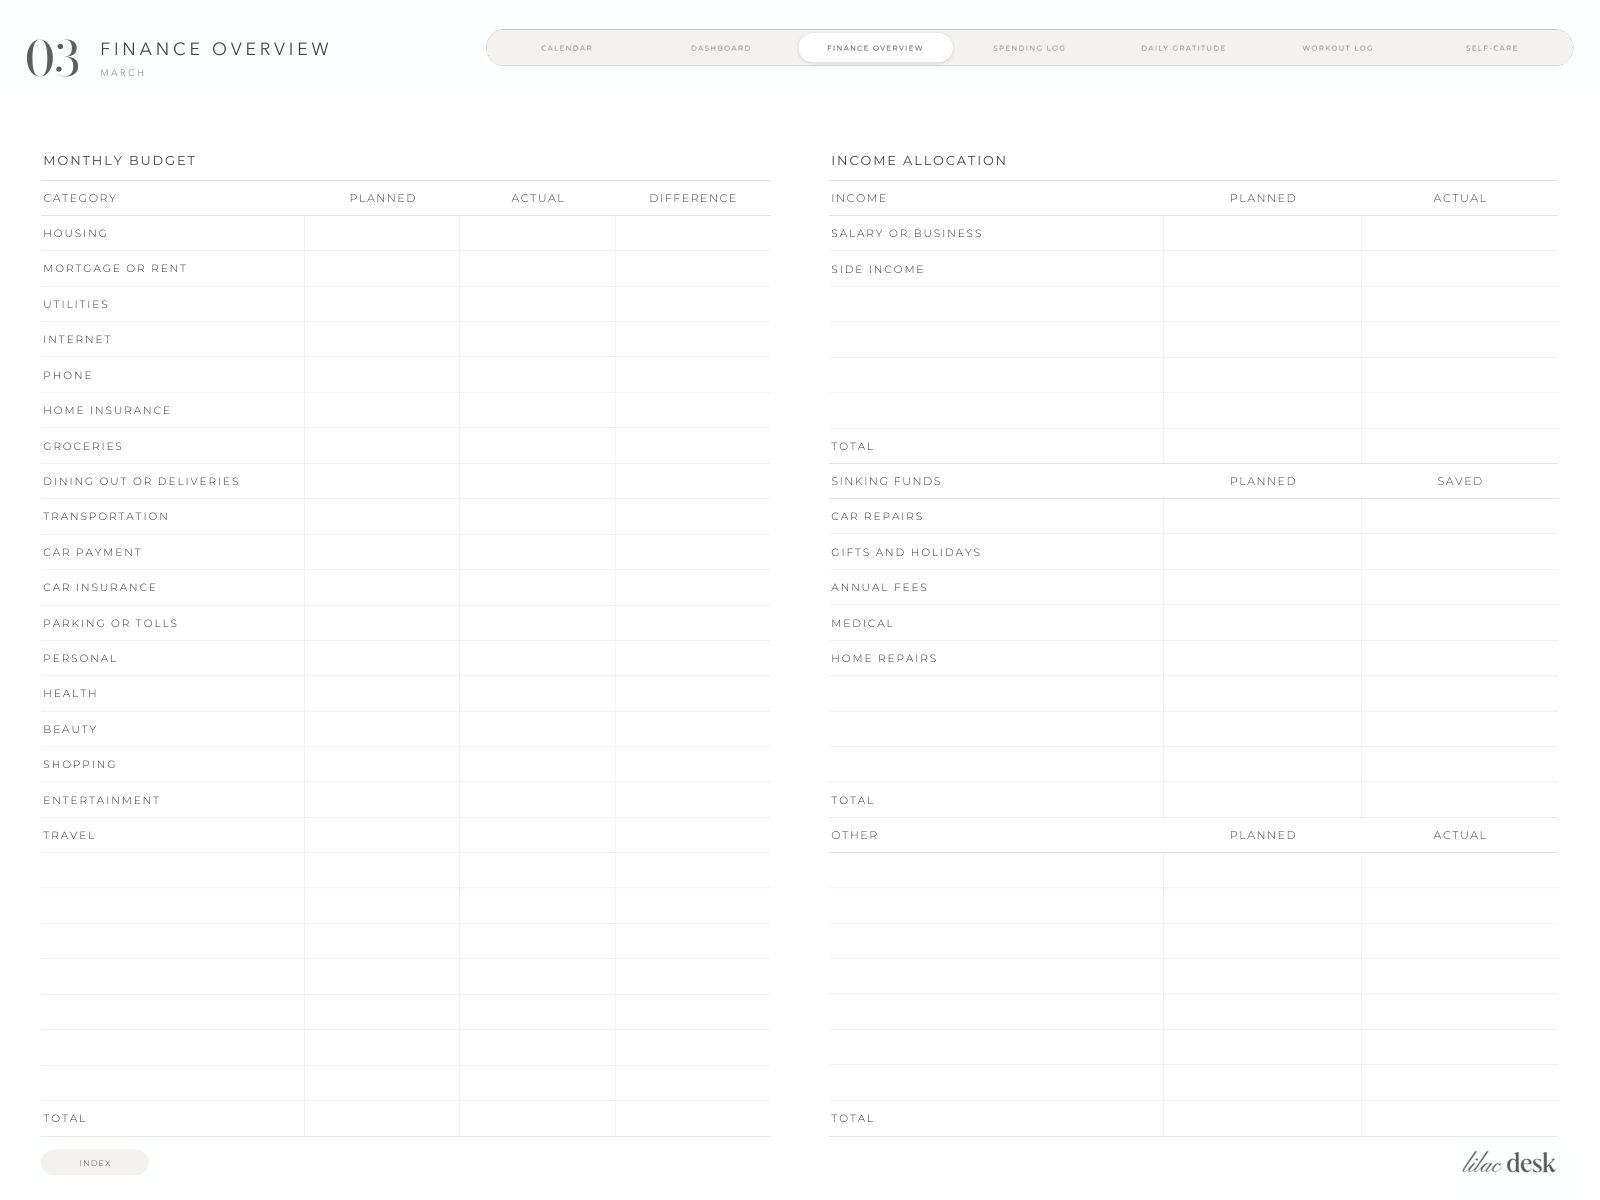 03 FINANCE OVERVIEW
MARCH
CALENDAR DASHBOARD FINANCE OVERVIEW SPENDING LOG DAILY GRATITUDE WORKOUT LOG SELF-CARE
MONTHLY BUDGET
CATEGORY PLANNED ACTUAL DIFFERENCE
HOUSING
MORTGAGE OR RENT
UTILITIES
INTERNET
PHONE
HOME INSURANCE
GROCERIES
DINING OUT OR DELIVERIES
TRANSPORTATION
CAR PAYMENT
CAR INSURANCE
PARKING OR TOLLS
PERSONAL
HEALTH
BEAUTY
SHOPPING
ENTERTAINMENT
TRAVEL
TOTAL
INCOME ALLOCATION
INCOME PLANNED ACTUAL
SALARY OR BUSINESS
SIDE INCOME
TOTAL
SINKING FUNDS PLANNED SAVED
CAR REPAIRS
GIFTS AND HOLIDAYS
ANNUAL FEES
MEDICAL
HOME REPAIRS
TOTAL
OTHER PLANNED ACTUAL
TOTAL
INDEX
lilac desk